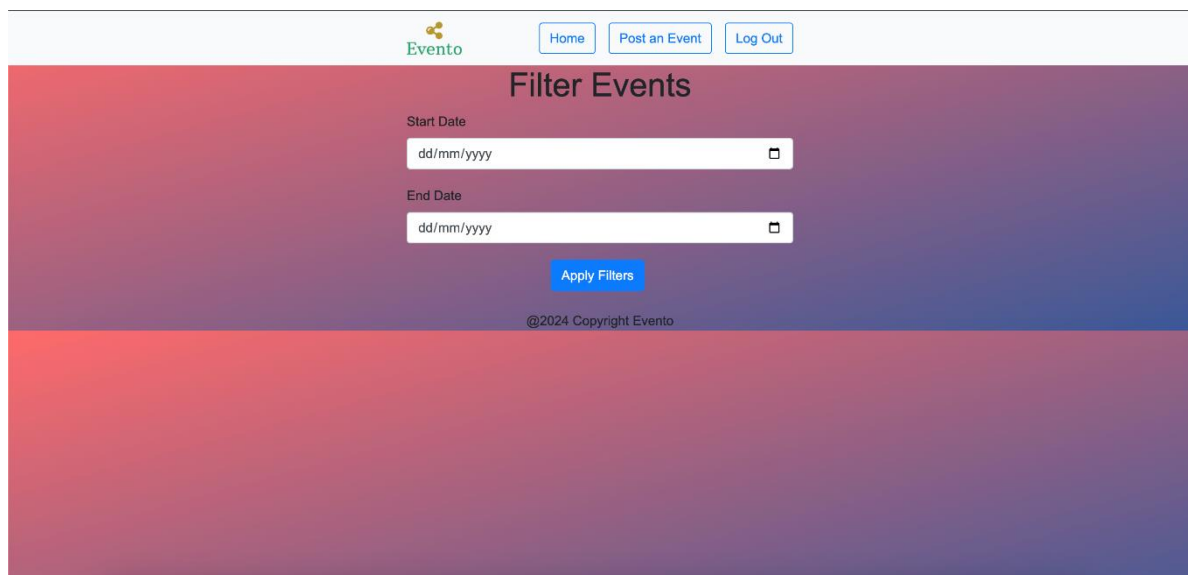 Evento
Home Post an Event Log Out
Filter Events
Start Date
dd/mm/yyyy
End Date
dd/mm/yyyy
Apply Filters
@2024 Copyright Evento